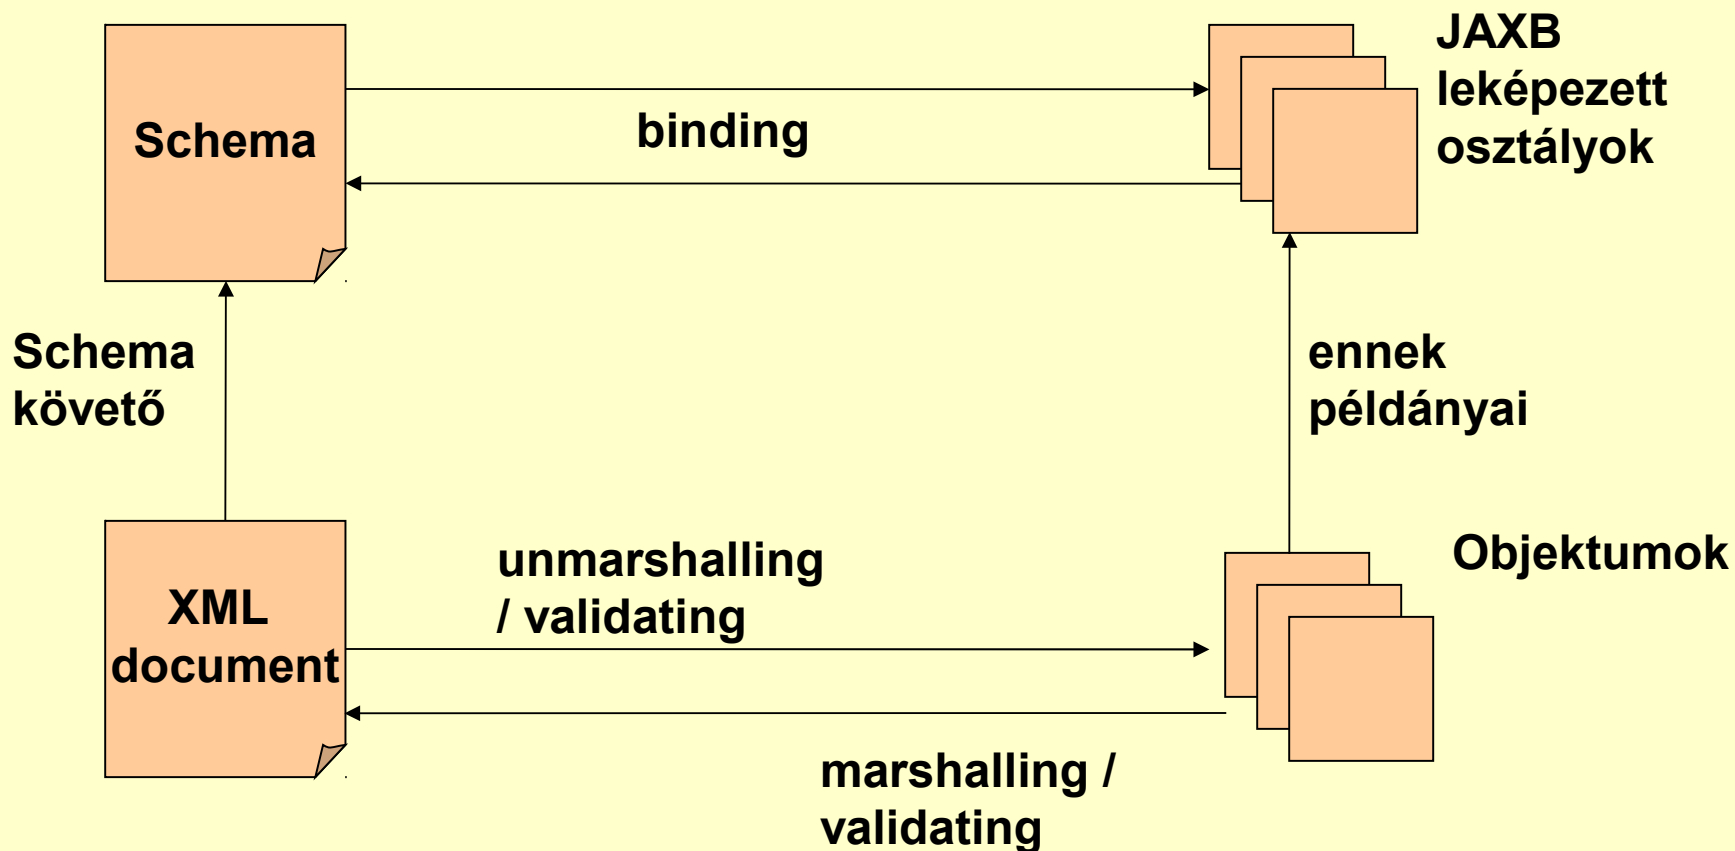 JAXB
leképezett
osztályok
Schema
binding
Schema
követő
ennek
példányai
XML
document
unmarshalling
/ validating
Objektumok
marshalling /
validating